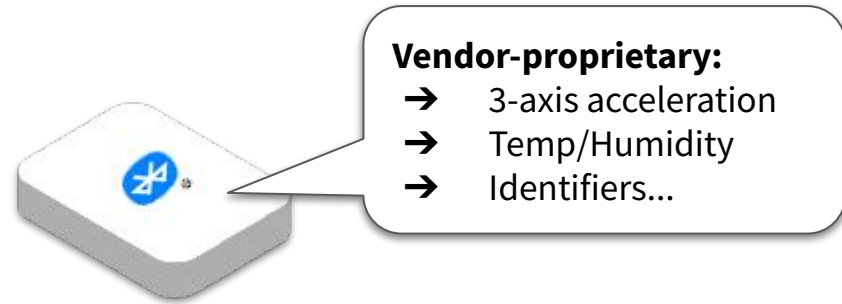 Vendor-proprietary:
➔ 3-axis acceleration
➔ Temp/Humidity
➔ Identifiers...